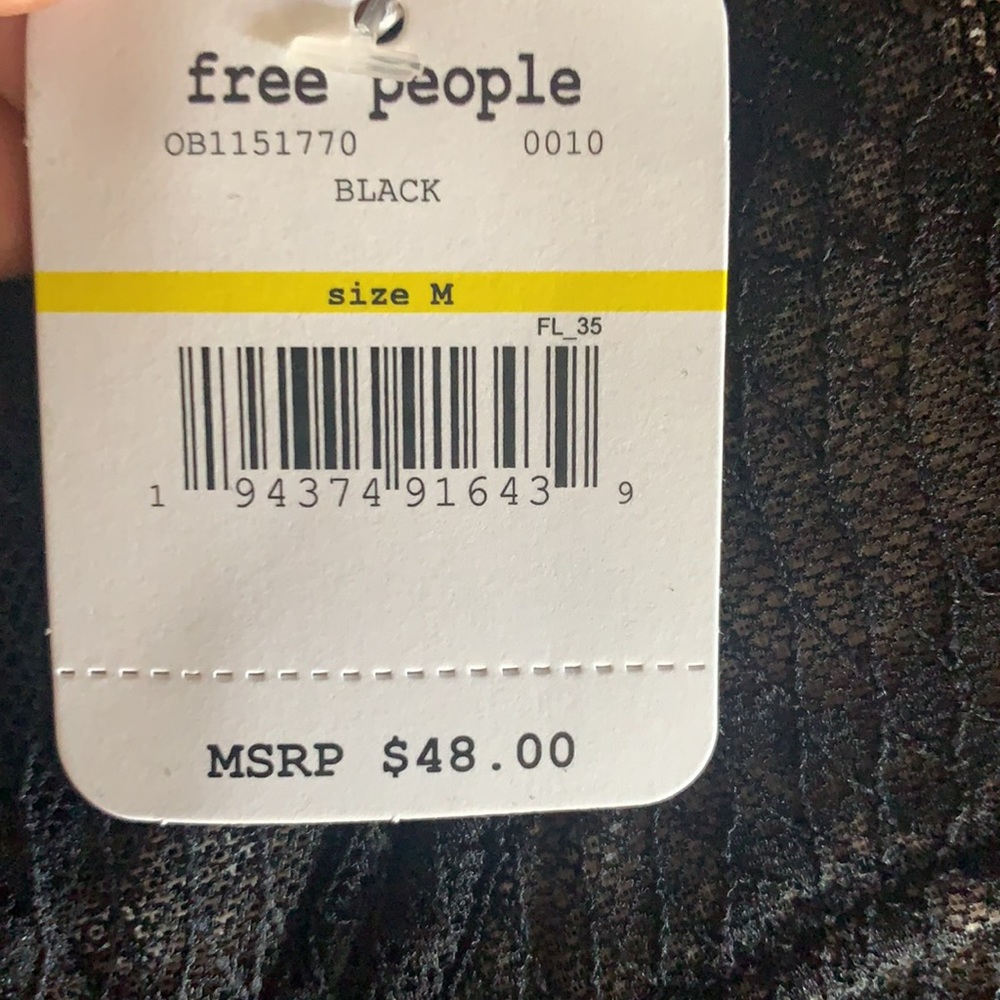 free people
OB1151770 0010
BLACK
size M
FL_35
1 94374 91643 9
MSRP $48.00